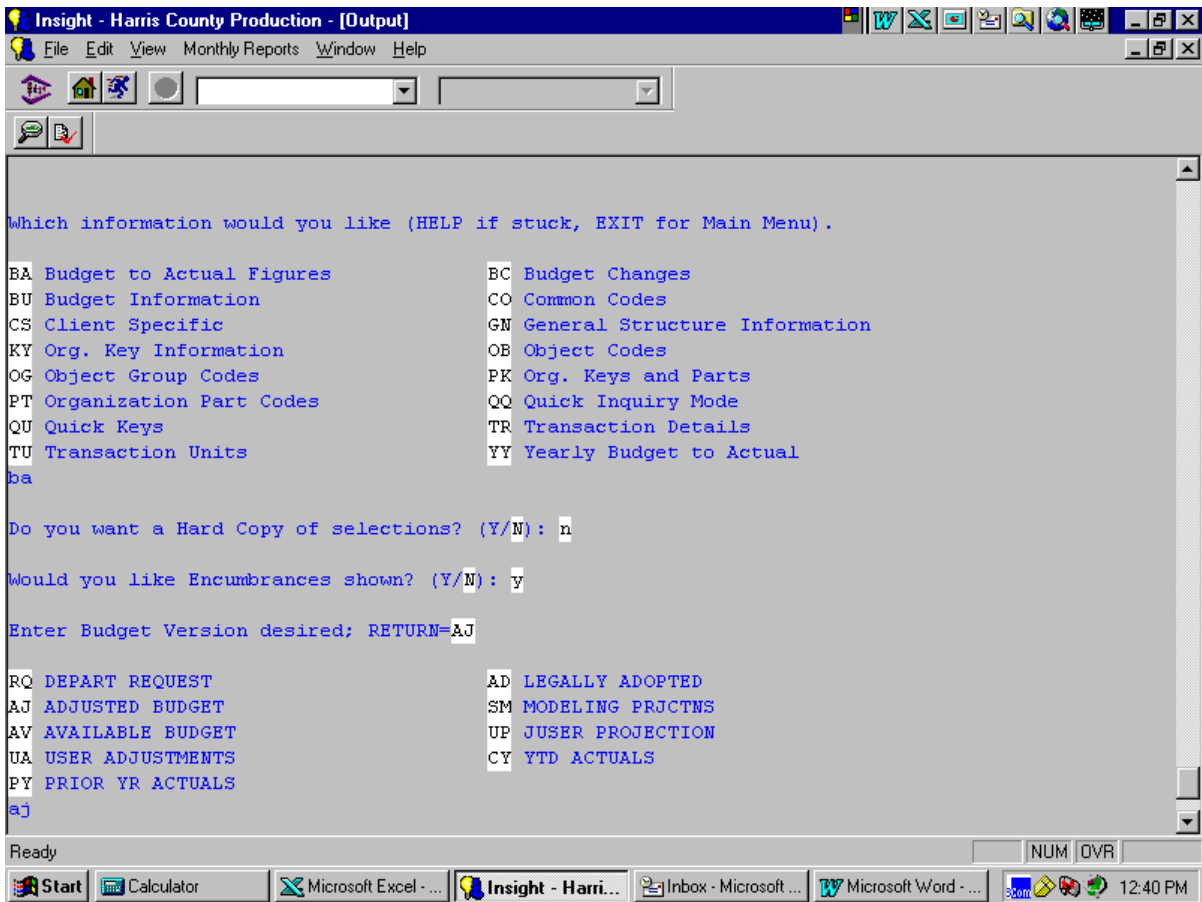 Insight - Harris County Production - [Output]
File Edit View Monthly Reports Window Help
Which information would you like (HELP if stuck, EXIT for Main Menu).
BA Budget to Actual Figures BC Budget Changes
BU Budget Information CO Common Codes
CS Client Specific GN General Structure Information
KY Org. Key Information OB Object Codes
OG Object Group Codes PK Org. Keys and Parts
PT Organization Part Codes QQ Quick Inquiry Mode
QU Quick Keys TR Transaction Details
TU Transaction Units YY Yearly Budget to Actual
ba
Do you want a Hard Copy of selections? (Y/N): n
Would you like Encumbrances shown? (Y/N): y
Enter Budget Version desired; RETURN=AJ
RQ DEPART REQUEST AD LEGALLY ADOPTED
AJ ADJUSTED BUDGET SM MODELING PRJCTNS
AV AVAILABLE BUDGET UP JUSER PROJECTION
UA USER ADJUSTMENTS CY YTD ACTUALS
PY PRIOR YR ACTUALS
aj
Ready NUM OVR
Start Calculator Microsoft Excel - ... Insight - Harri... Inbox - Microsoft ... Microsoft Word - ... 3Com 12:40 PM